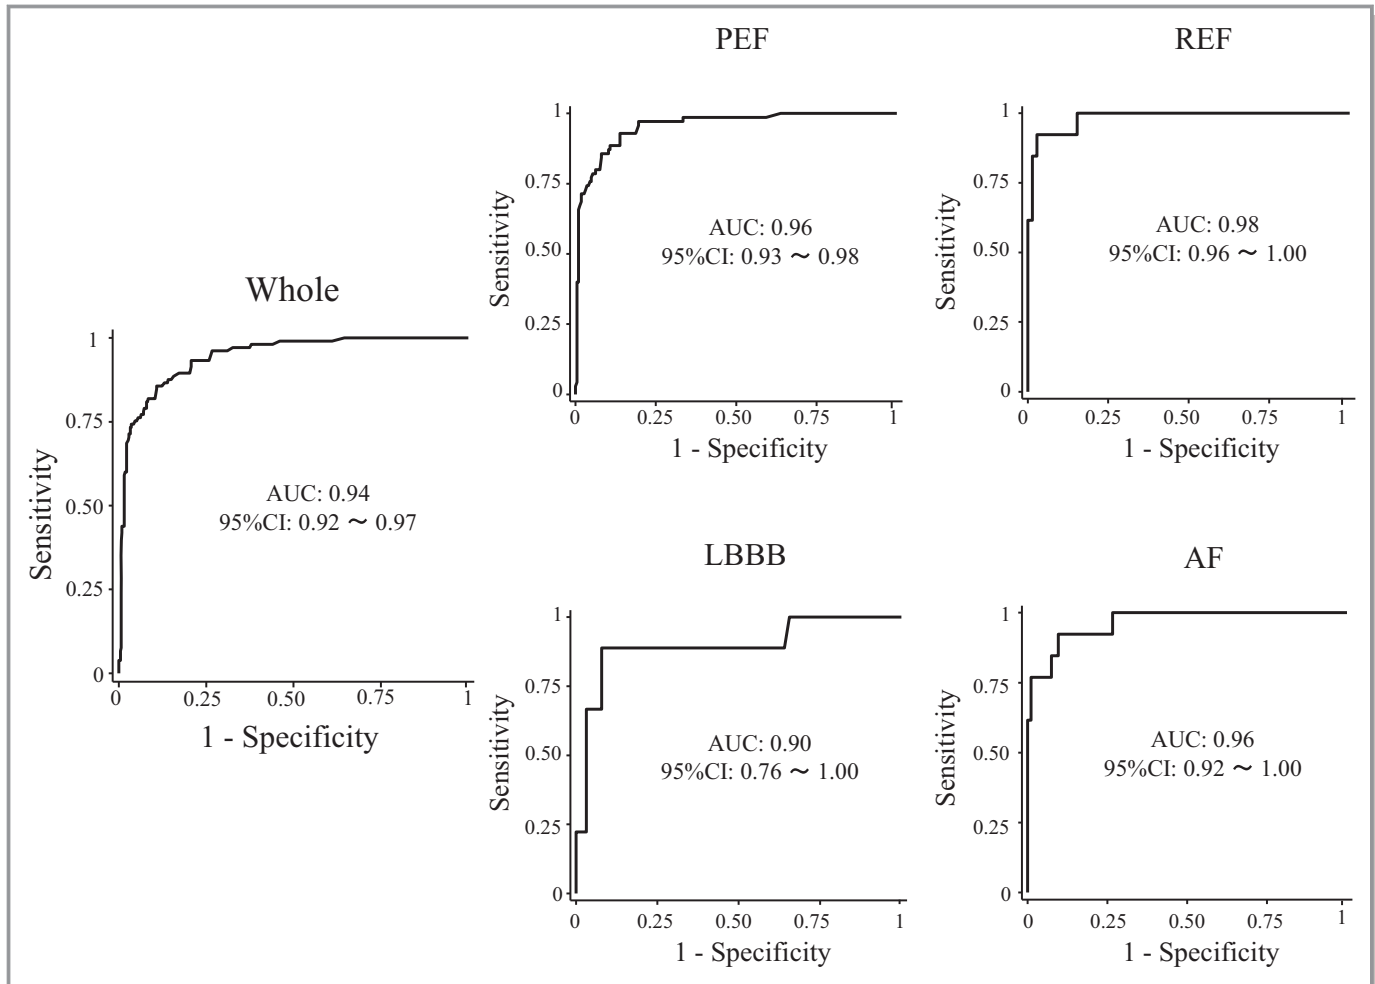 PEF
1
0.75
0.50
0.25
0
Sensitivity
AUC: 0.96
95%CI: 0.93 ~ 0.98
0
0.25
0.50
0.75
1
1 - Specificity
REF
1
0.75
0.50
0.25
0
Sensitivity
AUC: 0.98
95%CI: 0.96 ~ 1.00
0
0.25
0.50
0.75
1
1 - Specificity
Whole
1
0.75
0.50
0.25
0
Sensitivity
AUC: 0.94
95%CI: 0.92 ~ 0.97
0
0.25
0.50
0.75
1
1 - Specificity
LBBB
1
0.75
0.50
0.25
0
Sensitivity
AUC: 0.90
95%CI: 0.76 ~ 1.00
0
0.25
0.50
0.75
1
1 - Specificity
AF
1
0.75
0.50
0.25
0
Sensitivity
AUC: 0.96
95%CI: 0.92 ~ 1.00
0
0.25
0.50
0.75
1
1 - Specificity